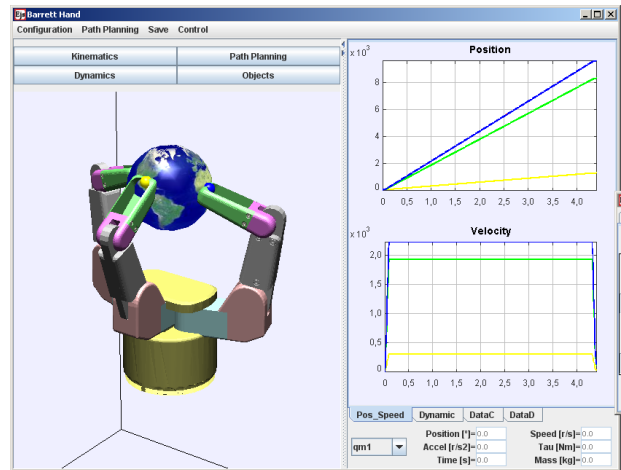 Ejs Barrett Hand
Configuration Path Planning Save Control
Kinematics Path Planning
Dynamics Objects
Position
x 10³
8
6
4
2
0
0 0,5 1,0 1,5 2,0 2,5 3,0 3,5 4,0
Velocity
x 10³
2,0
1,5
1,0
0,5
0
0 0,5 1,0 1,5 2,0 2,5 3,0 3,5 4,0
Pos_Speed Dynamic DataC DataD
qm1
Position [°]= 0.0 Speed [r/s]= 0.0
Accel [r/s2] 0.0 Tau [Nm]= 0.0
Time [s]= 0.0 Mass [kg]= 0.0